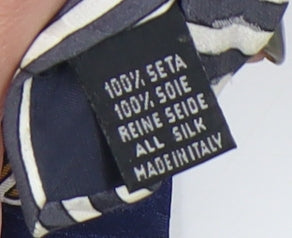 100% SETA
100% SOIE
REINE SEIDE
ALL SILK
MADE IN ITALY